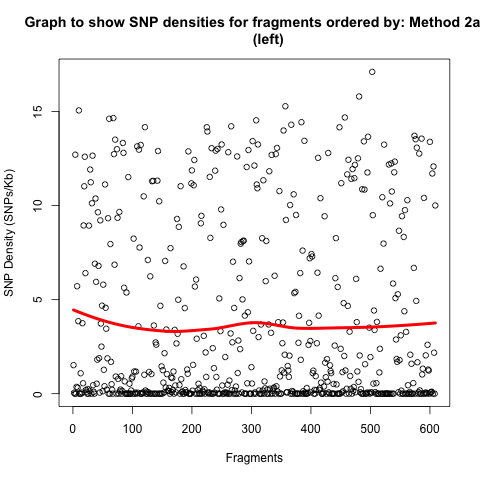 Graph to show SNP densities for fragments ordered by: Method 2a
(left)
SNP Density (SNPs/Kb)
15
10
5
0
0 100 200 300 400 500 600
Fragments